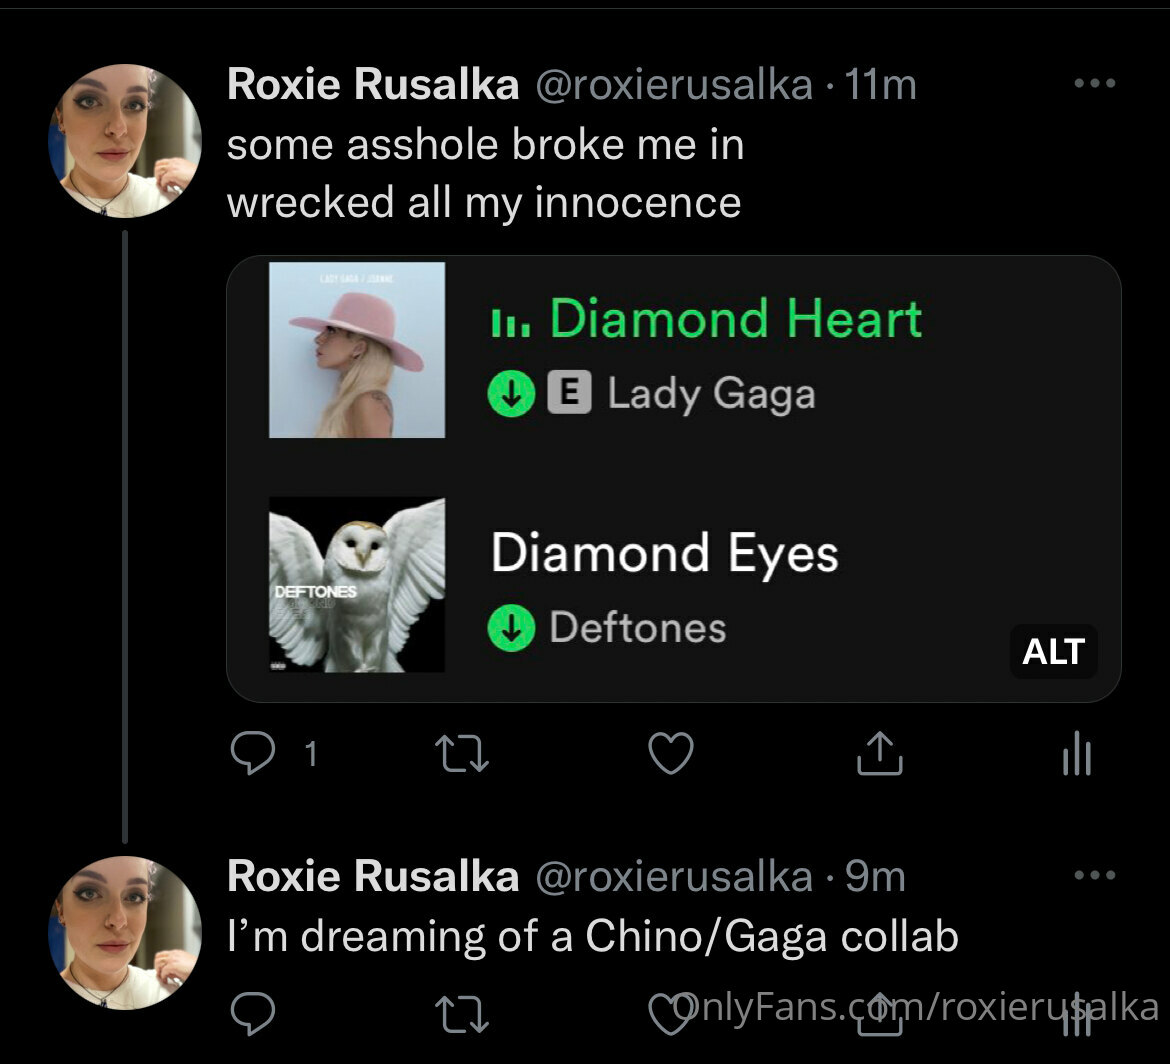 Roxie Rusalka @roxierusalka · 11m
some asshole broke me in
wrecked all my innocence
LADY GAGA / JOANNE
Diamond Heart
E Lady Gaga
DEFTONES
Diamond Eyes
Deftones
ALT
1
Roxie Rusalka @roxierusalka · 9m
I’m dreaming of a Chino/Gaga collab
OnlyFans.com/roxierusalka